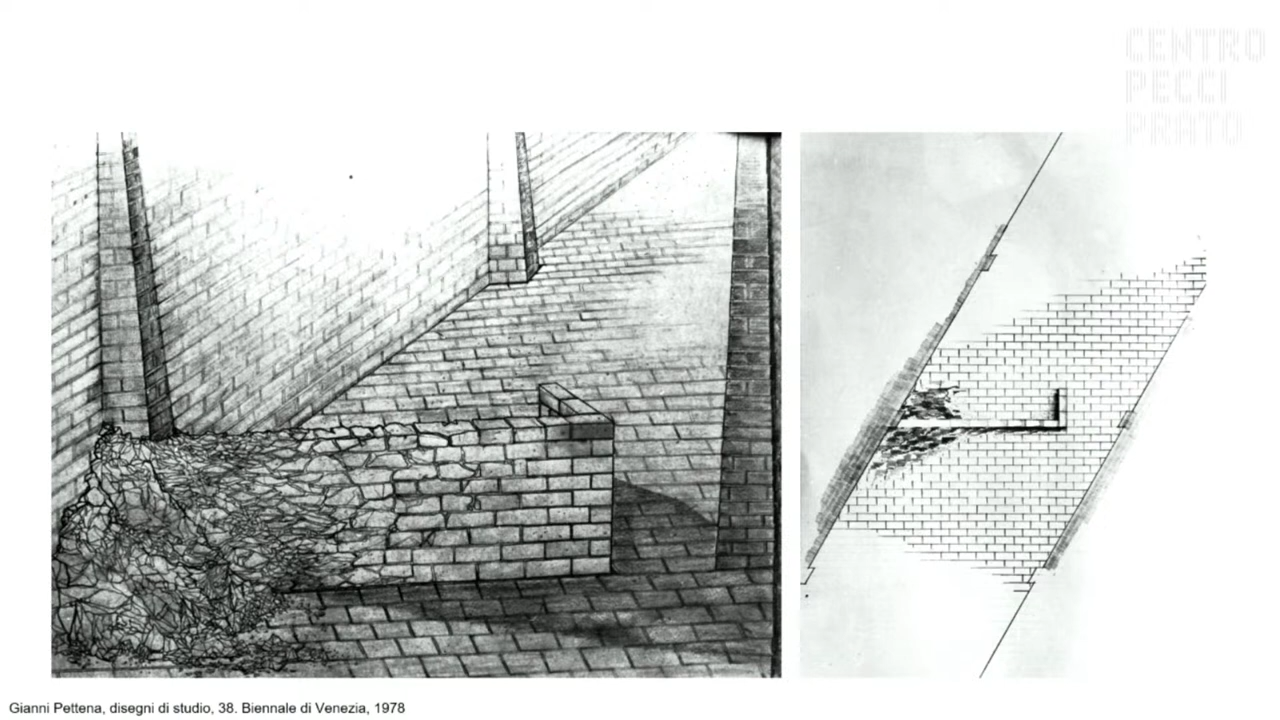 CENTRO
PECCI
PRATO
Gianni Pettena, disegni di studio, 38. Biennale di Venezia, 1978